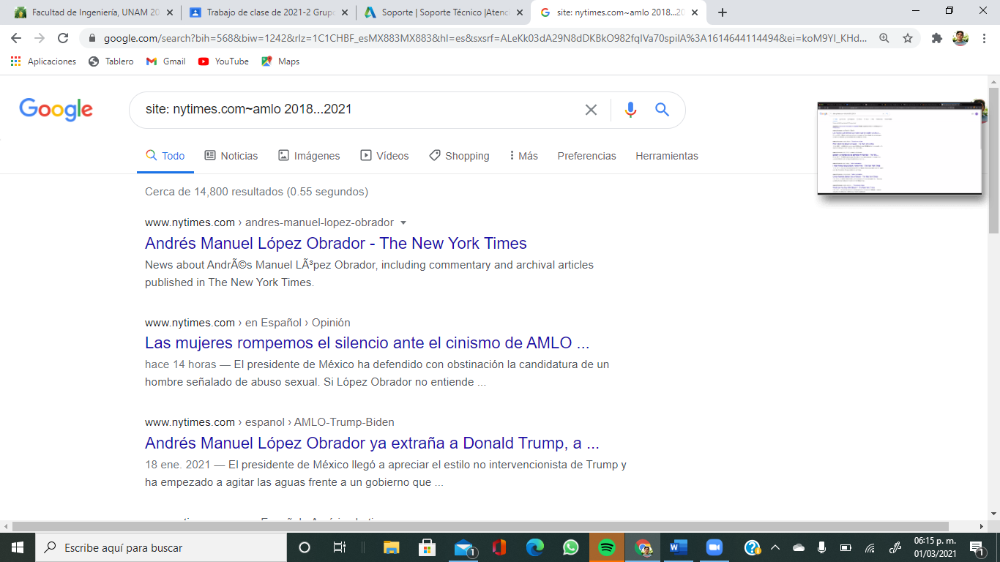 Facultad de Ingeniería, UNAM 20
Trabajo de clase de 2021-2 Grupo
Soporte | Soporte Técnico |Atenc
site: nytimes.com~amlo 2018...20
google.com/search?bih=568&biw=1242&rlz=1C1CHBF_esMX883MX883&hl=es&sxsrf=ALeKk03dA29N8dDKBkO982fqIVa70spiIA%3A1614644114494&ei=koM9YI_KHd...
Aplicaciones Tablero Gmail YouTube Maps
Google
site: nytimes.com~amlo 2018...2021
Todo Noticias Imágenes Vídeos Shopping Más Preferencias Herramientas
Cerca de 14,800 resultados (0.55 segundos)
www.nytimes.com › andres-manuel-lopez-obrador
Andrés Manuel López Obrador - The New York Times
News about AndrÃ©s Manuel LÃ³pez Obrador, including commentary and archival articles
published in The New York Times.
www.nytimes.com › en Español › Opinión
Las mujeres rompemos el silencio ante el cinismo de AMLO ...
hace 14 horas — El presidente de México ha defendido con obstinación la candidatura de un
hombre señalado de abuso sexual. Si López Obrador no entiende ...
www.nytimes.com › espanol › AMLO-Trump-Biden
Andrés Manuel López Obrador ya extraña a Donald Trump, a ...
18 ene. 2021 — El presidente de México llegó a apreciar el estilo no intervencionista de Trump y
ha empezado a agitar las aguas frente a un gobierno que ...
Escribe aquí para buscar
1
06:15 p. m.
01/03/2021
1